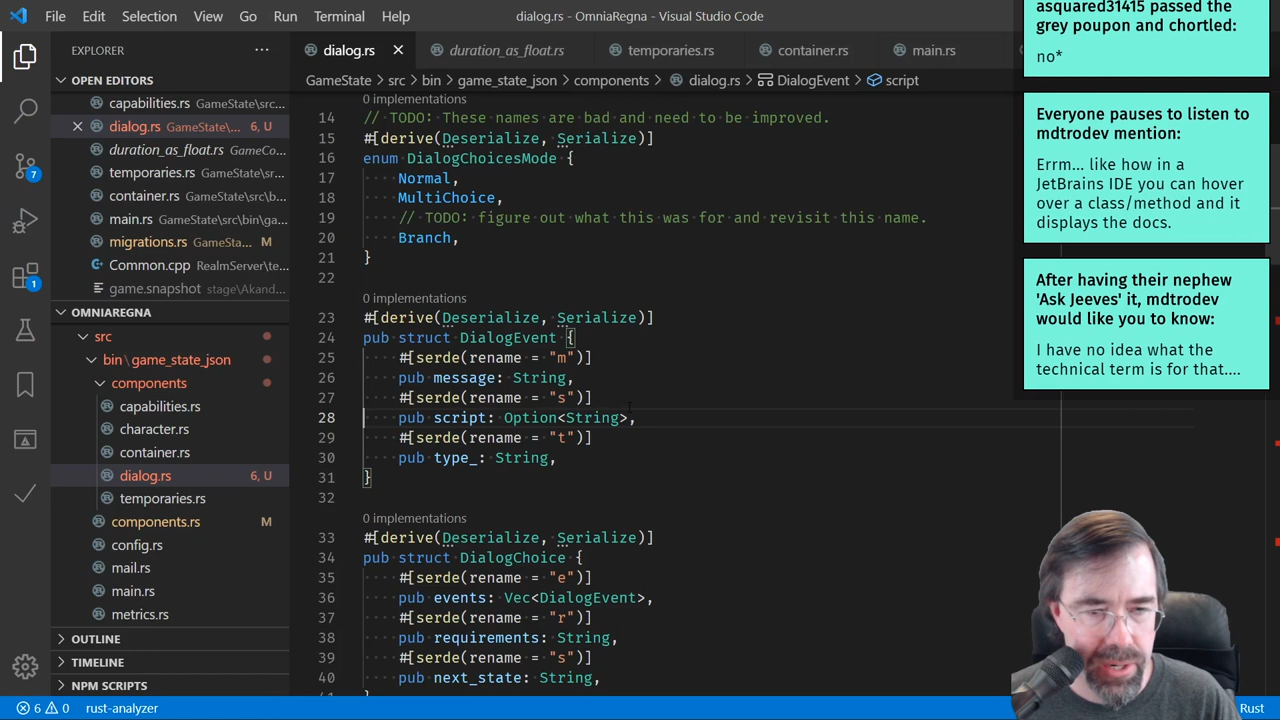 File Edit Selection View Go Run Terminal Help
dialog.rs - OmniaRegna - Visual Studio Code
EXPLORER
OPEN EDITORS
capabilities.rs GameState\src...
dialog.rs GameState\... 6, U
duration_as_float.rs GameCo...
temporaries.rs GameState\src...
container.rs GameState\src\b...
main.rs GameState\src\bin\ga...
migrations.rs GameSta... M
Common.cpp RealmServer\te...
game.snapshot stage\Akand...
OMNIAREGNA
src
bin\game_state_json
components
capabilities.rs
character.rs
container.rs
dialog.rs 6, U
temporaries.rs
components.rs M
config.rs
mail.rs
main.rs
metrics.rs
OUTLINE
TIMELINE
NPM SCRIPTS
7
1
dialog.rs duration_as_float.rs temporaries.rs container.rs main.rs
GameState > src > bin > game_state_json > components > dialog.rs > DialogEvent > script
0 implementations
14 // TODO: These names are bad and need to be improved.
15 #[derive(Deserialize, Serialize)]
16 enum DialogChoicesMode {
17 Normal,
18 MultiChoice,
19 // TODO: figure out what this was for and revisit this name.
20 Branch,
21 }
22
0 implementations
23 #[derive(Deserialize, Serialize)]
24 pub struct DialogEvent {
25 #[serde(rename = "m")]
26 pub message: String,
27 #[serde(rename = "s")]
28 pub script: Option<String>,
29 #[serde(rename = "t")]
30 pub type_: String,
31 }
32
0 implementations
33 #[derive(Deserialize, Serialize)]
34 pub struct DialogChoice {
35 #[serde(rename = "e")]
36 pub events: Vec<DialogEvent>,
37 #[serde(rename = "r")]
38 pub requirements: String,
39 #[serde(rename = "s")]
40 pub next_state: String,
asquared31415 passed the
grey poupon and chortled:
no*
Everyone pauses to listen to
mdtrodev mention:
Errm... like how in a
JetBrains IDE you can hover
over a class/method and it
displays the docs.
After having their nephew
'Ask Jeeves' it, mdtrodev
would like you to know:
I have no idea what the
technical term is for that....
6 0 rust-analyzer
Rust